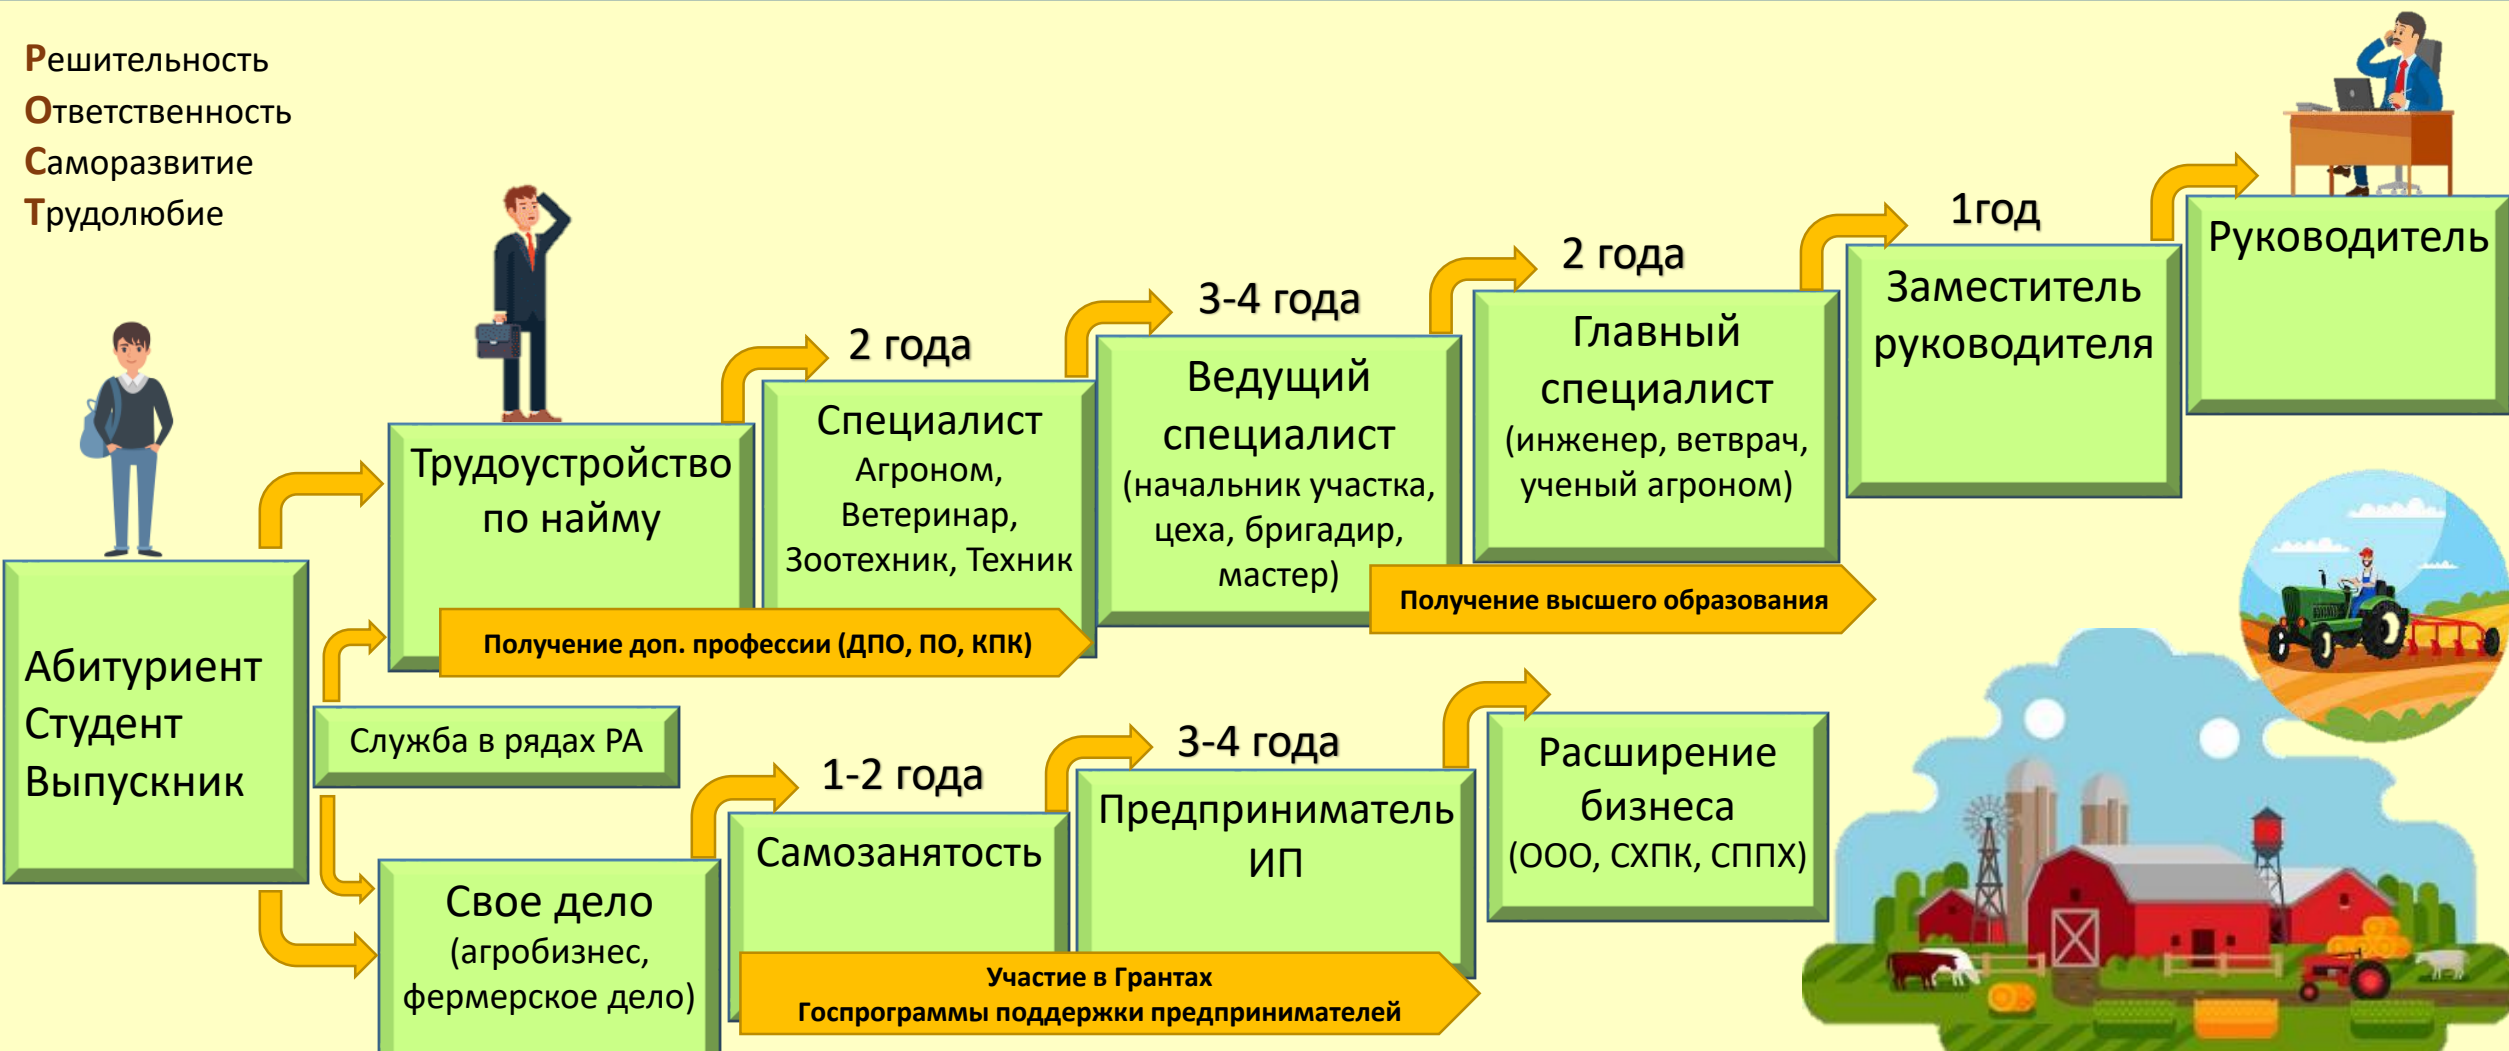 Решительность
Ответственность
Саморазвитие
Трудолюбие
Абитуриент
Студент
Выпускник
Трудоустройство
по найму
2 года
Специалист
Агроном,
Ветеринар,
Зоотехник, Техник
Получение доп. профессии (ДПО, ПО, КПК)
3-4 года
Ведущий
специалист
(начальник участка,
цеха, бригадир,
мастер)
2 года
Главный
специалист
(инженер, ветврач,
ученый агроном)
Получение высшего образования
1год
Заместитель
руководителя
Руководитель
Служба в рядах РА
Свое дело
(агробизнес,
фермерское дело)
1-2 года
Самозанятость
3-4 года
Предприниматель
ИП
Участие в Грантах
Госпрограммы поддержки предпринимателей
Расширение
бизнеса
(ООО, СХПК, СППХ)